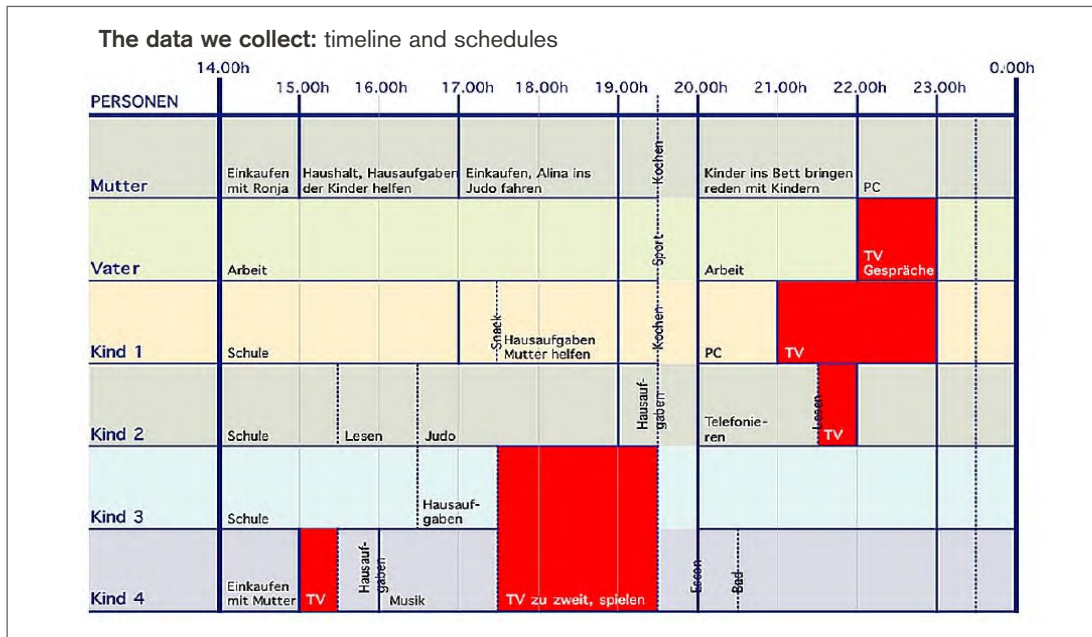 The data we collect: timeline and schedules
14.00h
0.00h
15.00h 16.00h 17.00h 18.00h 19.00h 20.00h 21.00h 22.00h 23.00h
PERSONEN
Mutter
Einkaufen
mit Ronja
Haushalt, Hausaufgaben
der Kinder helfen
Einkaufen, Alina ins
Judo fahren
Kochen
Kinder ins Bett bringen
reden mit Kindern
PC
Vater
Arbeit
Sport
Arbeit
TV
Gespräche
Kind 1
Schule
Snack
Hausaufgaben
Mutter helfen
Kochen
PC
TV
Kind 2
Schule
Lesen
Judo
Hausauf-
gaben
Telefonie-
ren
Lesen
TV
Kind 3
Schule
Hausauf-
gaben
Kind 4
Einkaufen
mit Mutter
TV
Hausauf-
gaben
Musik
TV zu zweit, spielen
Essen
Bad